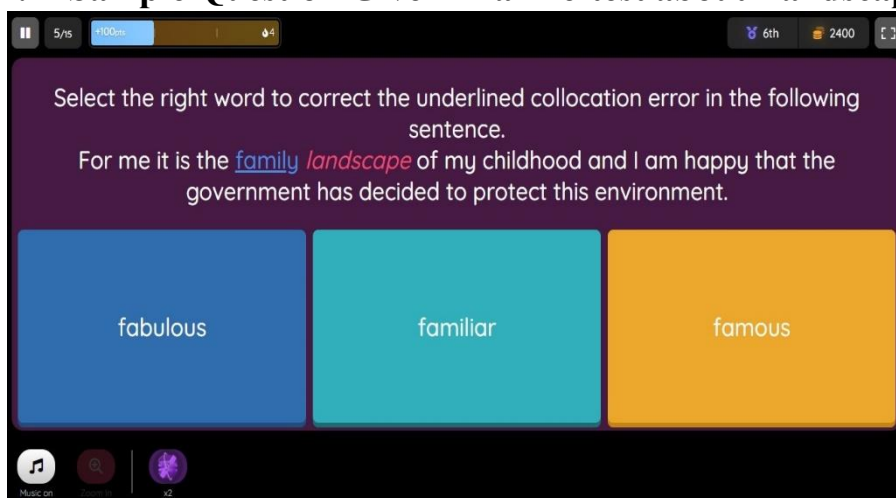 5/15
+100pts
4
6th
2400
Select the right word to correct the underlined collocation error in the following
sentence.
For me it is the family landscape of my childhood and I am happy that the
government has decided to protect this environment.
fabulous
familiar
famous
Music on
Zoom in
x2